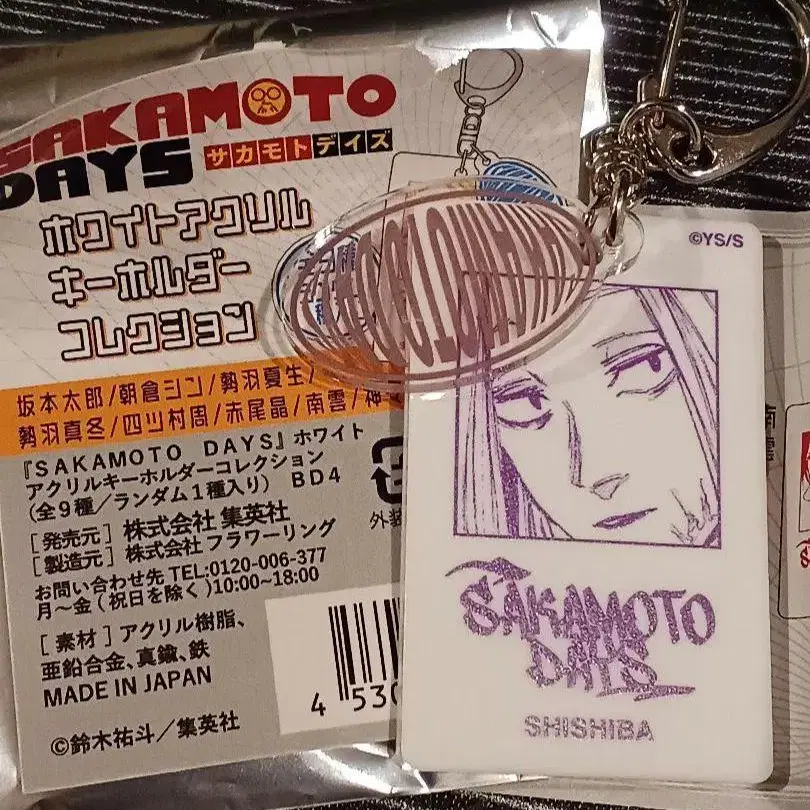 SAKAMOTO
DAYS サカモトデイズ
ホワイトアクリル
キーホルダー
コレクション
坂本太郎/朝倉シン/勢羽夏生/
勢羽真冬/四ツ村周/赤尾晶/南雲/神
『SAKAMOTO DAYS』ホワイト
アクリルキーホルダーコレクション
(全9種/ランダム1種入り) BD4
[発売元] 株式会社 集英社
[製造元] 株式会社 フラワーリング
お問い合わせ先 TEL:0120-006-377
月~金(祝日を除く)10:00~18:00
[素材] アクリル樹脂、
亜鉛合金、真鍮、鉄
MADE IN JAPAN
©鈴木祐斗/集英社
外装
4 530
©YS/S
SAKAMOTO
DAYS
SHISHIBA
南雲